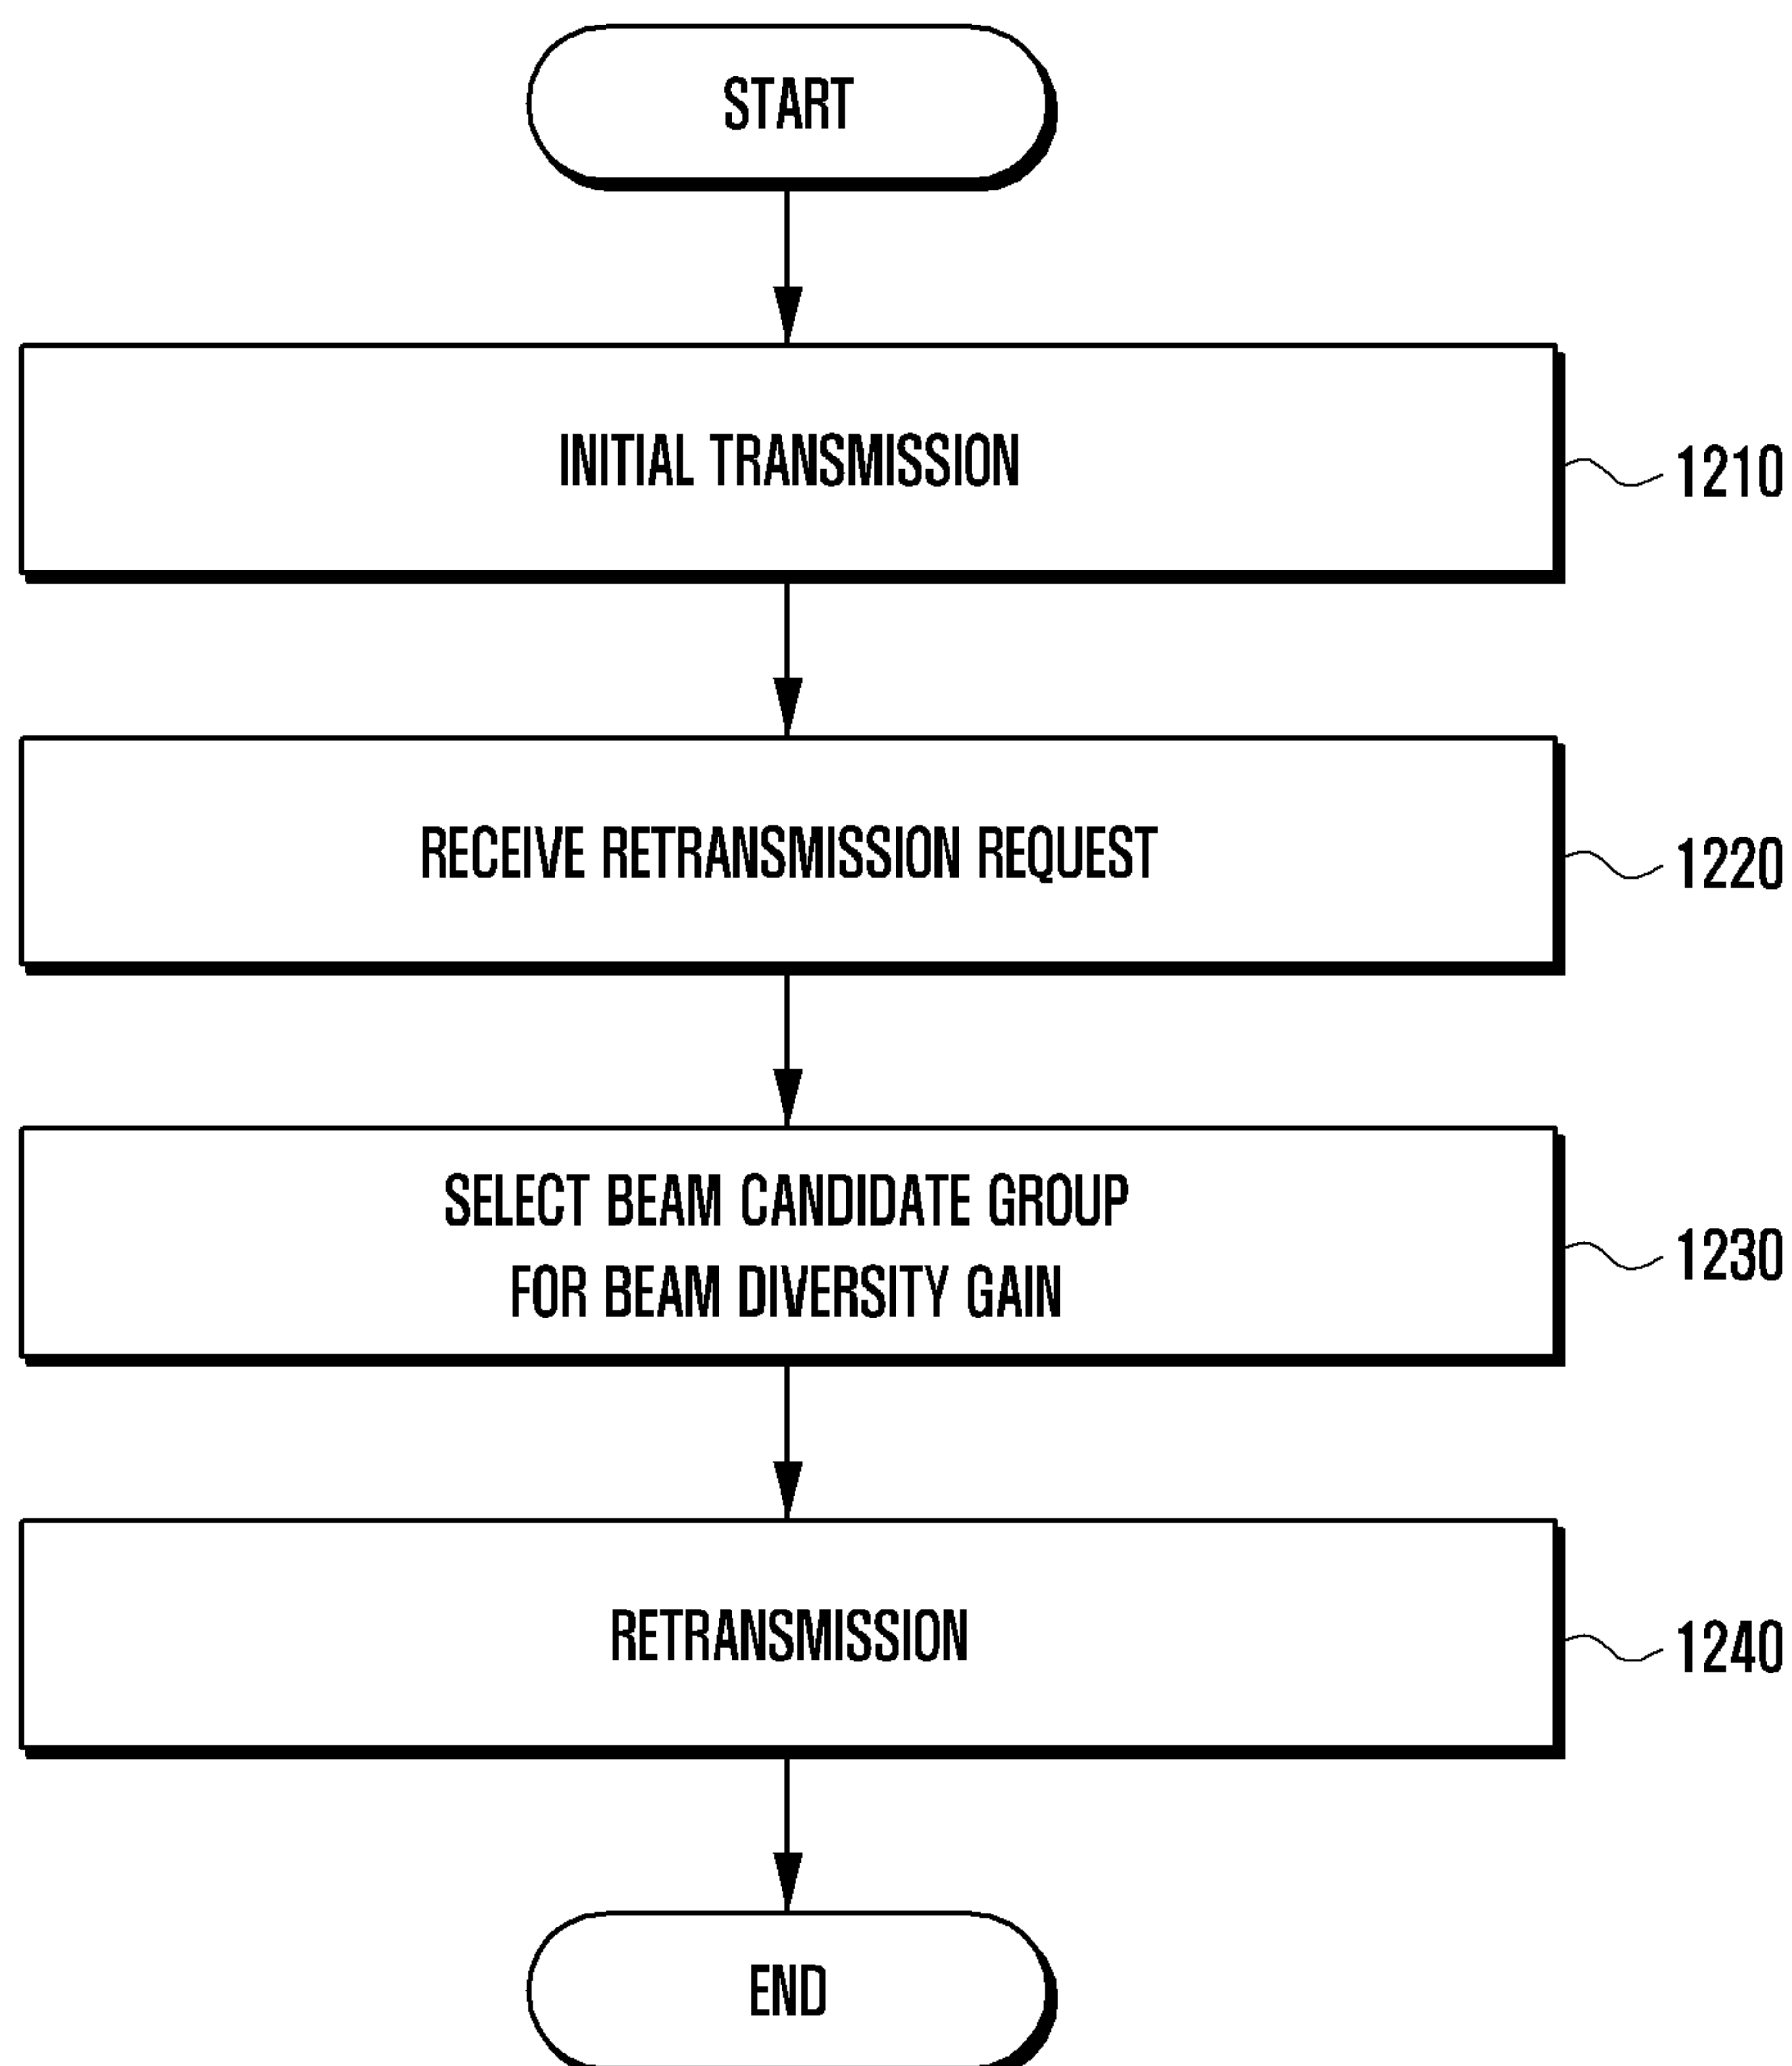 START
INITIAL TRANSMISSION
1210
RECEIVE RETRANSMISSION REQUEST
1220
SELECT BEAM CANDIDATE GROUP
FOR BEAM DIVERSITY GAIN
1230
RETRANSMISSION
1240
END